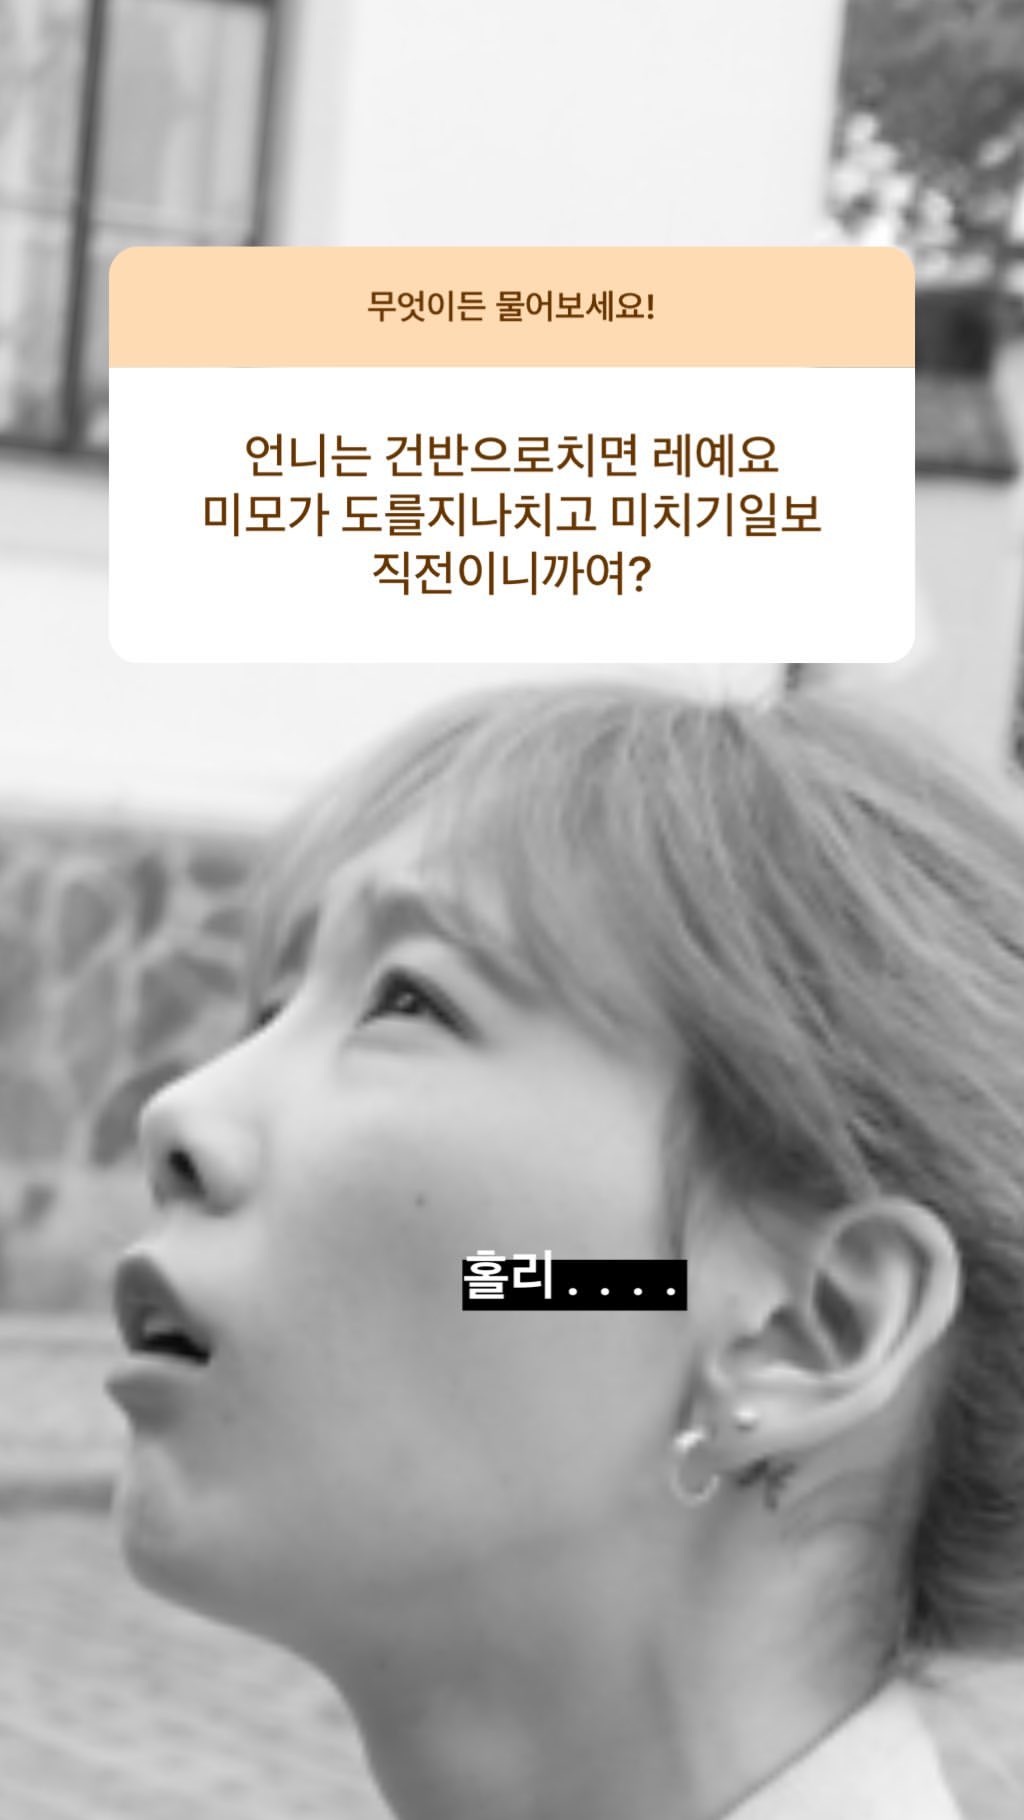 무엇이든 물어보세요!
언니는 건반으로치면 레예요
미모가 도를지나치고 미치기일보
직전이니까여?
홀리....